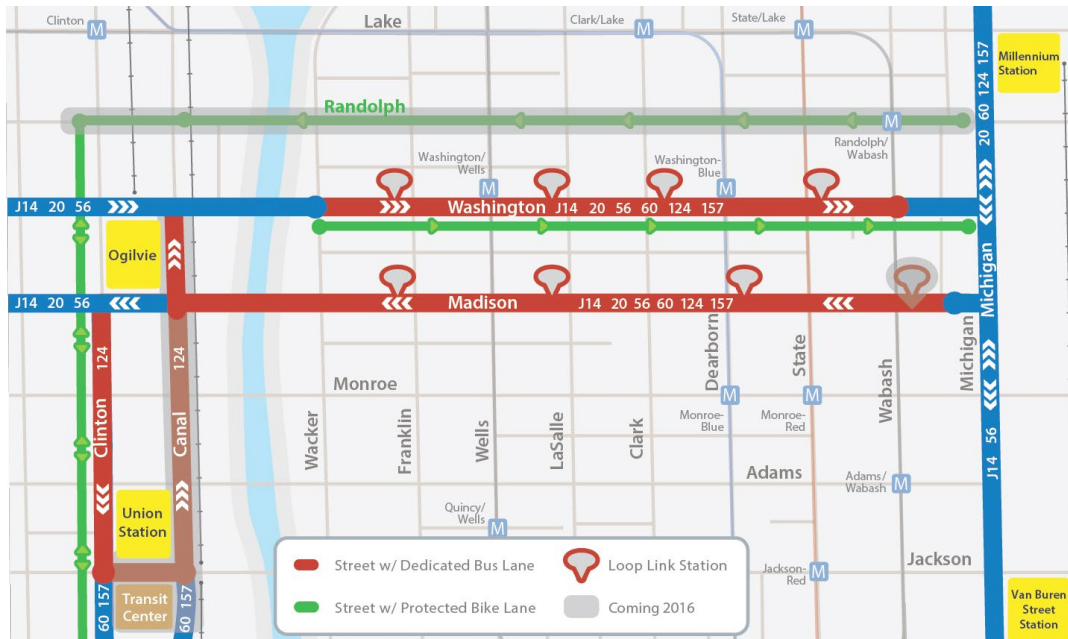 Clinton
M
Lake
Clark/Lake
M
State/Lake
M
20 60 124 157
Millennium
Station
Randolph
M
Randolph/
Wabash
Washington/
Wells
M
Washington-
Blue
M
J14 20 56
Washington J14 20 56 60 124 157
Ogilvie
Michigan
J14 20 56
Madison J14 20 56 60 124 157
124
124
Clinton
Canal
Monroe
Wacker
Franklin
Wells
LaSalle
Clark
Dearborn
State
Wabash
Michigan
M
Monroe-
Blue
M
Monroe-
Red
J14 56
Adams
Adams/
Wabash
M
Union
Station
Quincy/
Wells
M
Jackson
Jackson-
Red
M
Transit
Center
60 157
60 157
Street w/ Dedicated Bus Lane
Loop Link Station
Street w/ Protected Bike Lane
Coming 2016
Van Buren
Street
Station